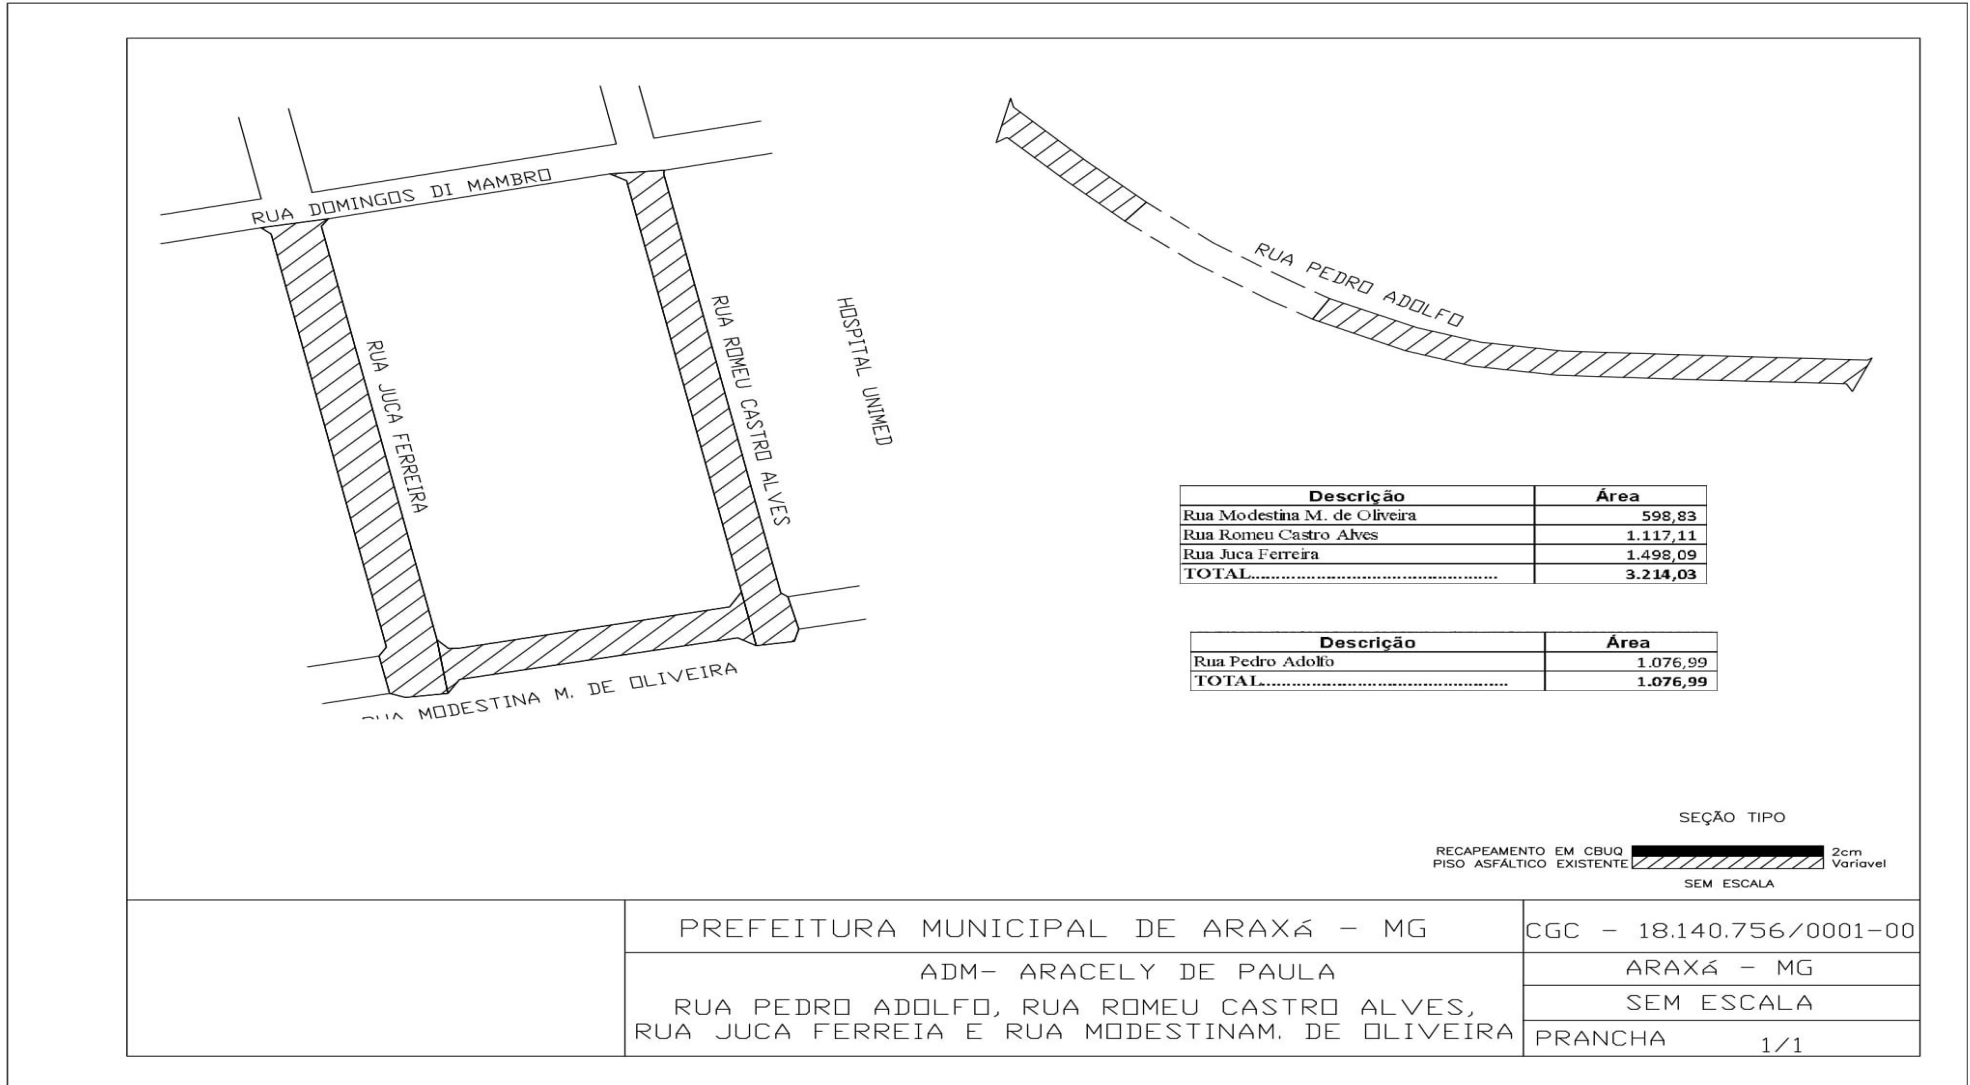 RUA DOMINGOS DI MAMBRO
RUA JUCA FERREIRA
RUA ROMEU CASTRO ALVES
HOSPITAL UNIMED
RUA MODESTINA M. DE OLIVEIRA
RUA PEDRO ADOLFO
Descrição Área
Rua Modestina M. de Oliveira 598,83
Rua Romeu Castro Alves 1.117,11
Rua Juca Ferreira 1.498,09
TOTAL................................................. 3.214,03
Descrição Área
Rua Pedro Adolfo 1.076,99
TOTAL................................................. 1.076,99
SEÇÃO TIPO
RECAPEAMENTO EM CBUQ 2cm
PISO ASFÁLTICO EXISTENTE Variavel
SEM ESCALA
PREFEITURA MUNICIPAL DE ARAXá - MG
CGC - 18.140.756/0001-00
ADM- ARACELY DE PAULA
RUA PEDRO ADOLFO, RUA ROMEU CASTRO ALVES,
RUA JUCA FERREIA E RUA MODESTINAM. DE OLIVEIRA
ARAXá - MG
SEM ESCALA
PRANCHA 1/1